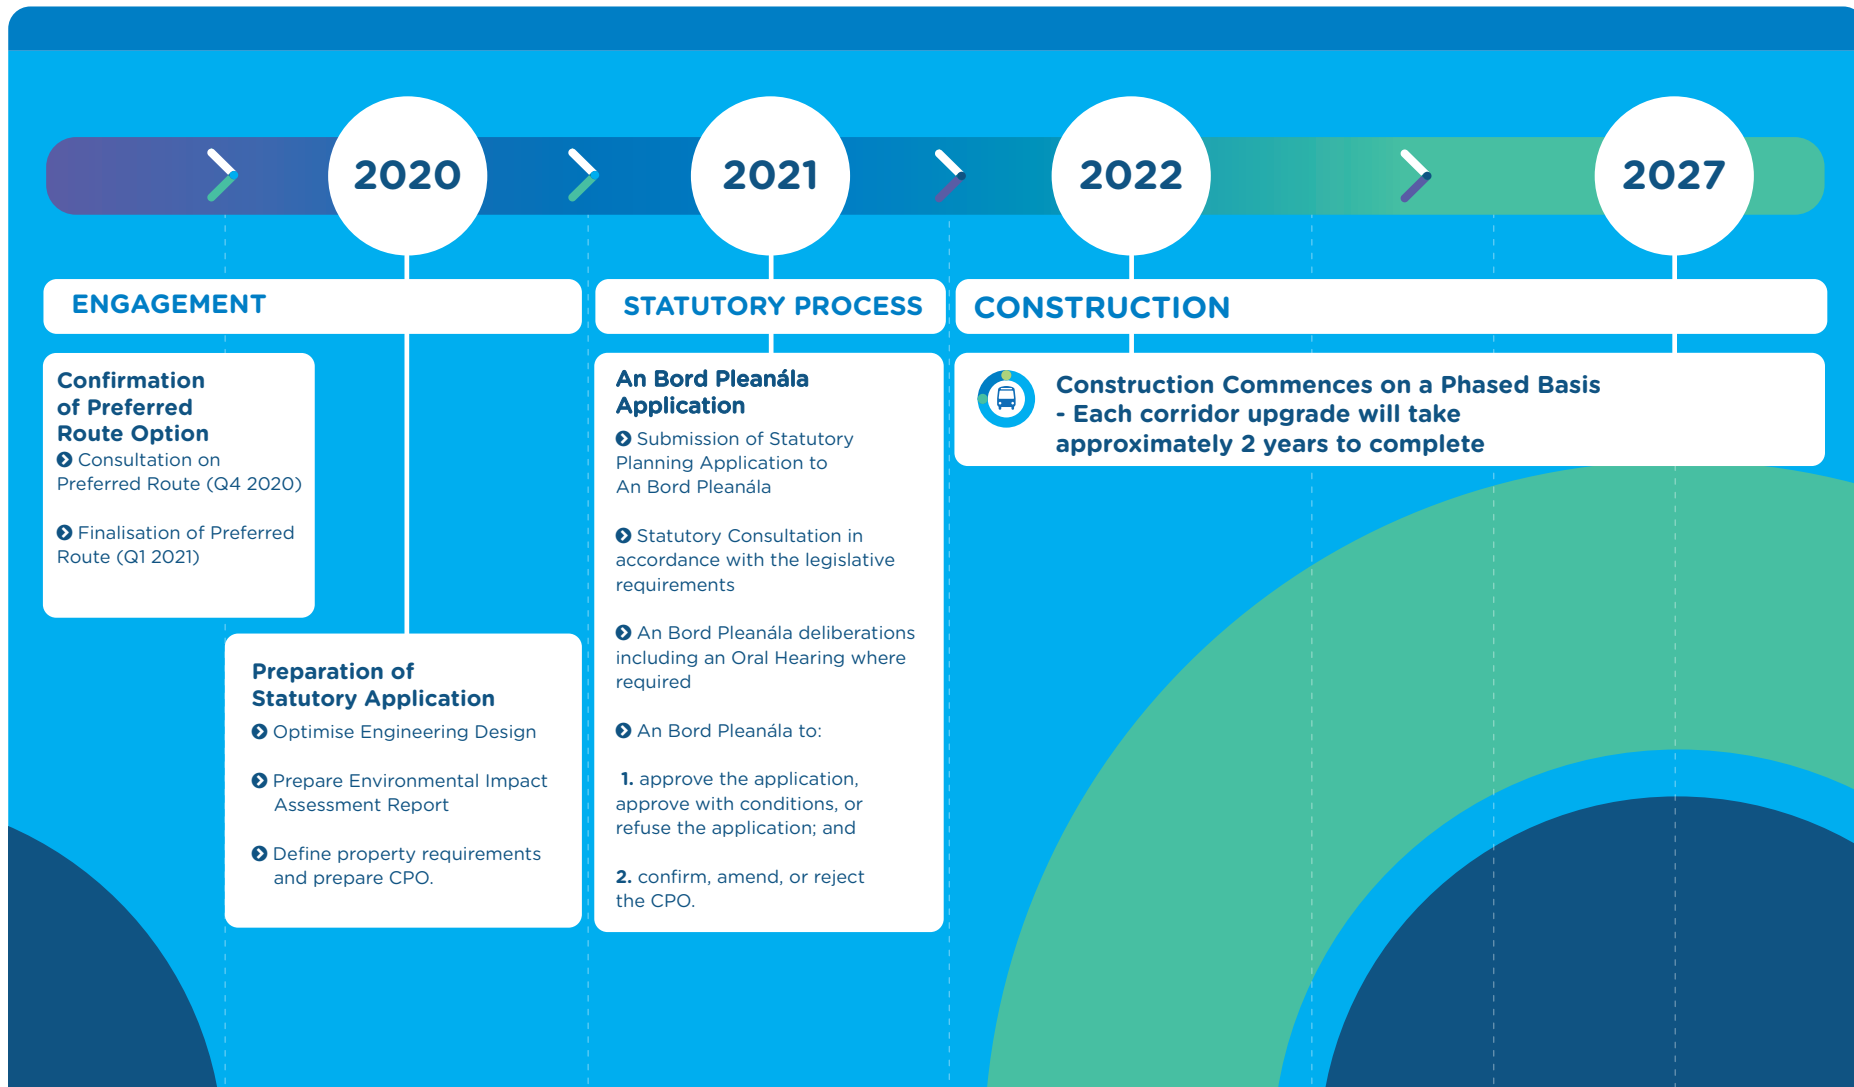 2020
2021
2022
2027
ENGAGEMENT
STATUTORY PROCESS
CONSTRUCTION
Confirmation
of Preferred
Route Option
Consultation on
Preferred Route (Q4 2020)
Finalisation of Preferred
Route (Q1 2021)
Preparation of
Statutory Application
Optimise Engineering Design
Prepare Environmental Impact
Assessment Report
Define property requirements
and prepare CPO.
An Bord Pleanála
Application
Submission of Statutory
Planning Application to
An Bord Pleanála
Statutory Consultation in
accordance with the legislative
requirements
An Bord Pleanála deliberations
including an Oral Hearing where
required
An Bord Pleanála to:
1. approve the application,
approve with conditions, or
refuse the application; and
2. confirm, amend, or reject
the CPO.
Construction Commences on a Phased Basis
- Each corridor upgrade will take
approximately 2 years to complete